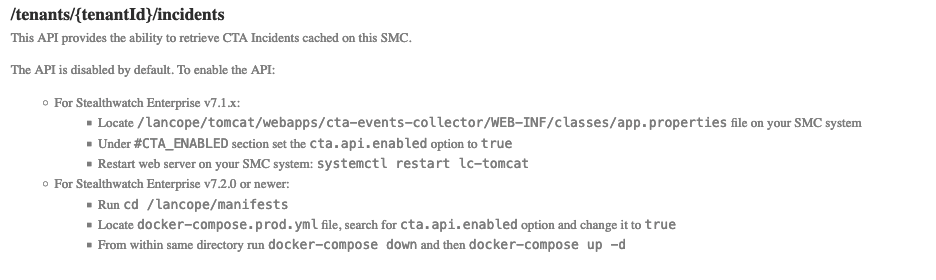 /tenants/{tenantId}/incidents
This API provides the ability to retrieve CTA Incidents cached on this SMC.
The API is disabled by default. To enable the API:
For Stealthwatch Enterprise v7.1.x:
Locate /lancope/tomcat/webapps/cta-events-collector/WEB-INF/classes/app.properties file on your SMC system
Under #CTA_ENABLED section set the cta.api.enabled option to true
Restart web server on your SMC system: systemctl restart lc-tomcat
For Stealthwatch Enterprise v7.2.0 or newer:
Run cd /lancope/manifests
Locate docker-compose.prod.yml file, search for cta.api.enabled option and change it to true
From within same directory run docker-compose down and then docker-compose up -d